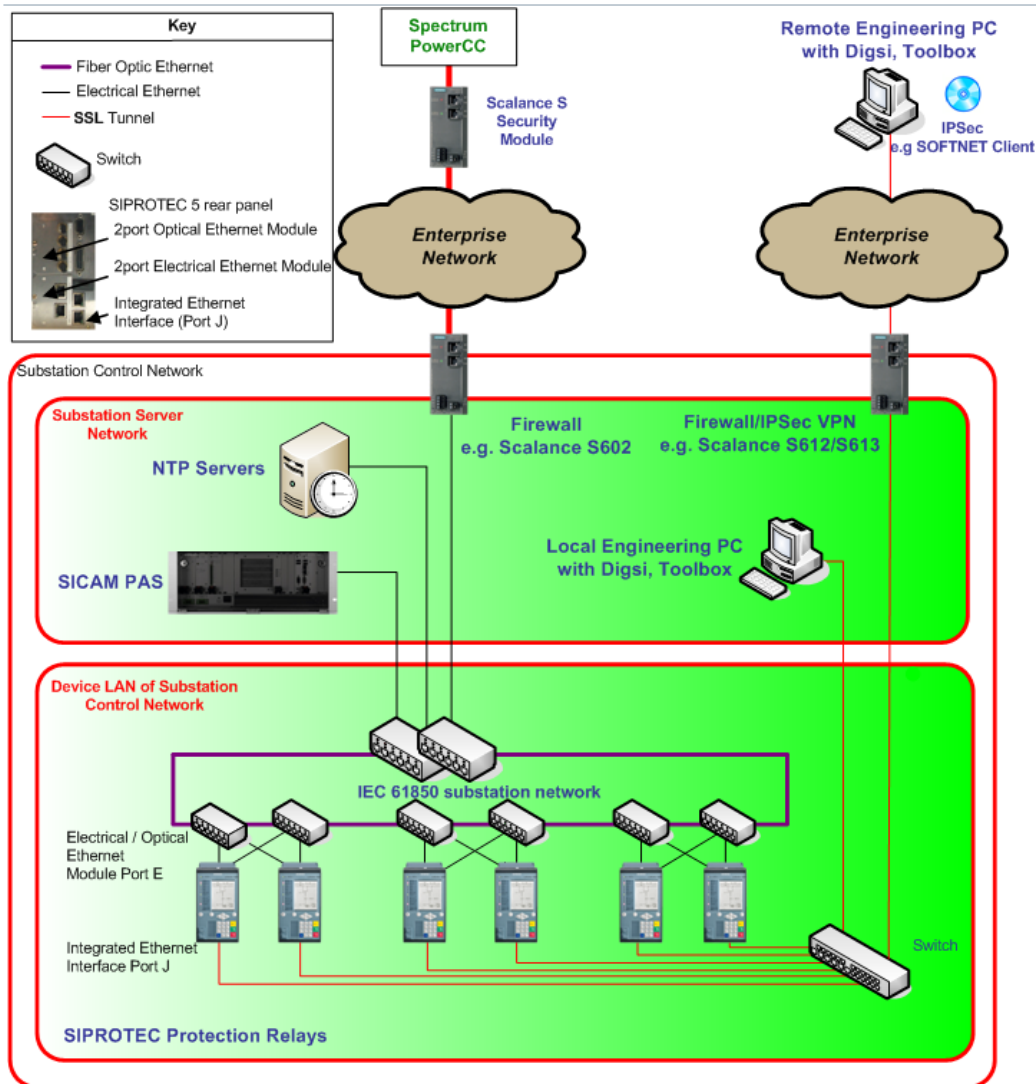 Key
Fiber Optic Ethernet
Electrical Ethernet
SSL Tunnel
Switch
SIPROTEC 5 rear panel
2port Optical Ethernet Module
2port Electrical Ethernet Module
Integrated Ethernet
Interface (Port J)
Spectrum
PowerCC
Scalance S
Security
Module
Enterprise
Network
Remote Engineering PC
with Digsi, Toolbox
IPSec
e.g SOFTNET Client
Enterprise
Network
Substation Control Network
Substation Server
Network
Firewall
e.g. Scalance S602
Firewall/IPSec VPN
e.g. Scalance S612/S613
NTP Servers
SICAM PAS
Local Engineering PC
with Digsi, Toolbox
Device LAN of Substation
Control Network
IEC 61850 substation network
Electrical / Optical
Ethernet
Module Port E
Integrated Ethernet
Interface Port J
Switch
SIPROTEC Protection Relays